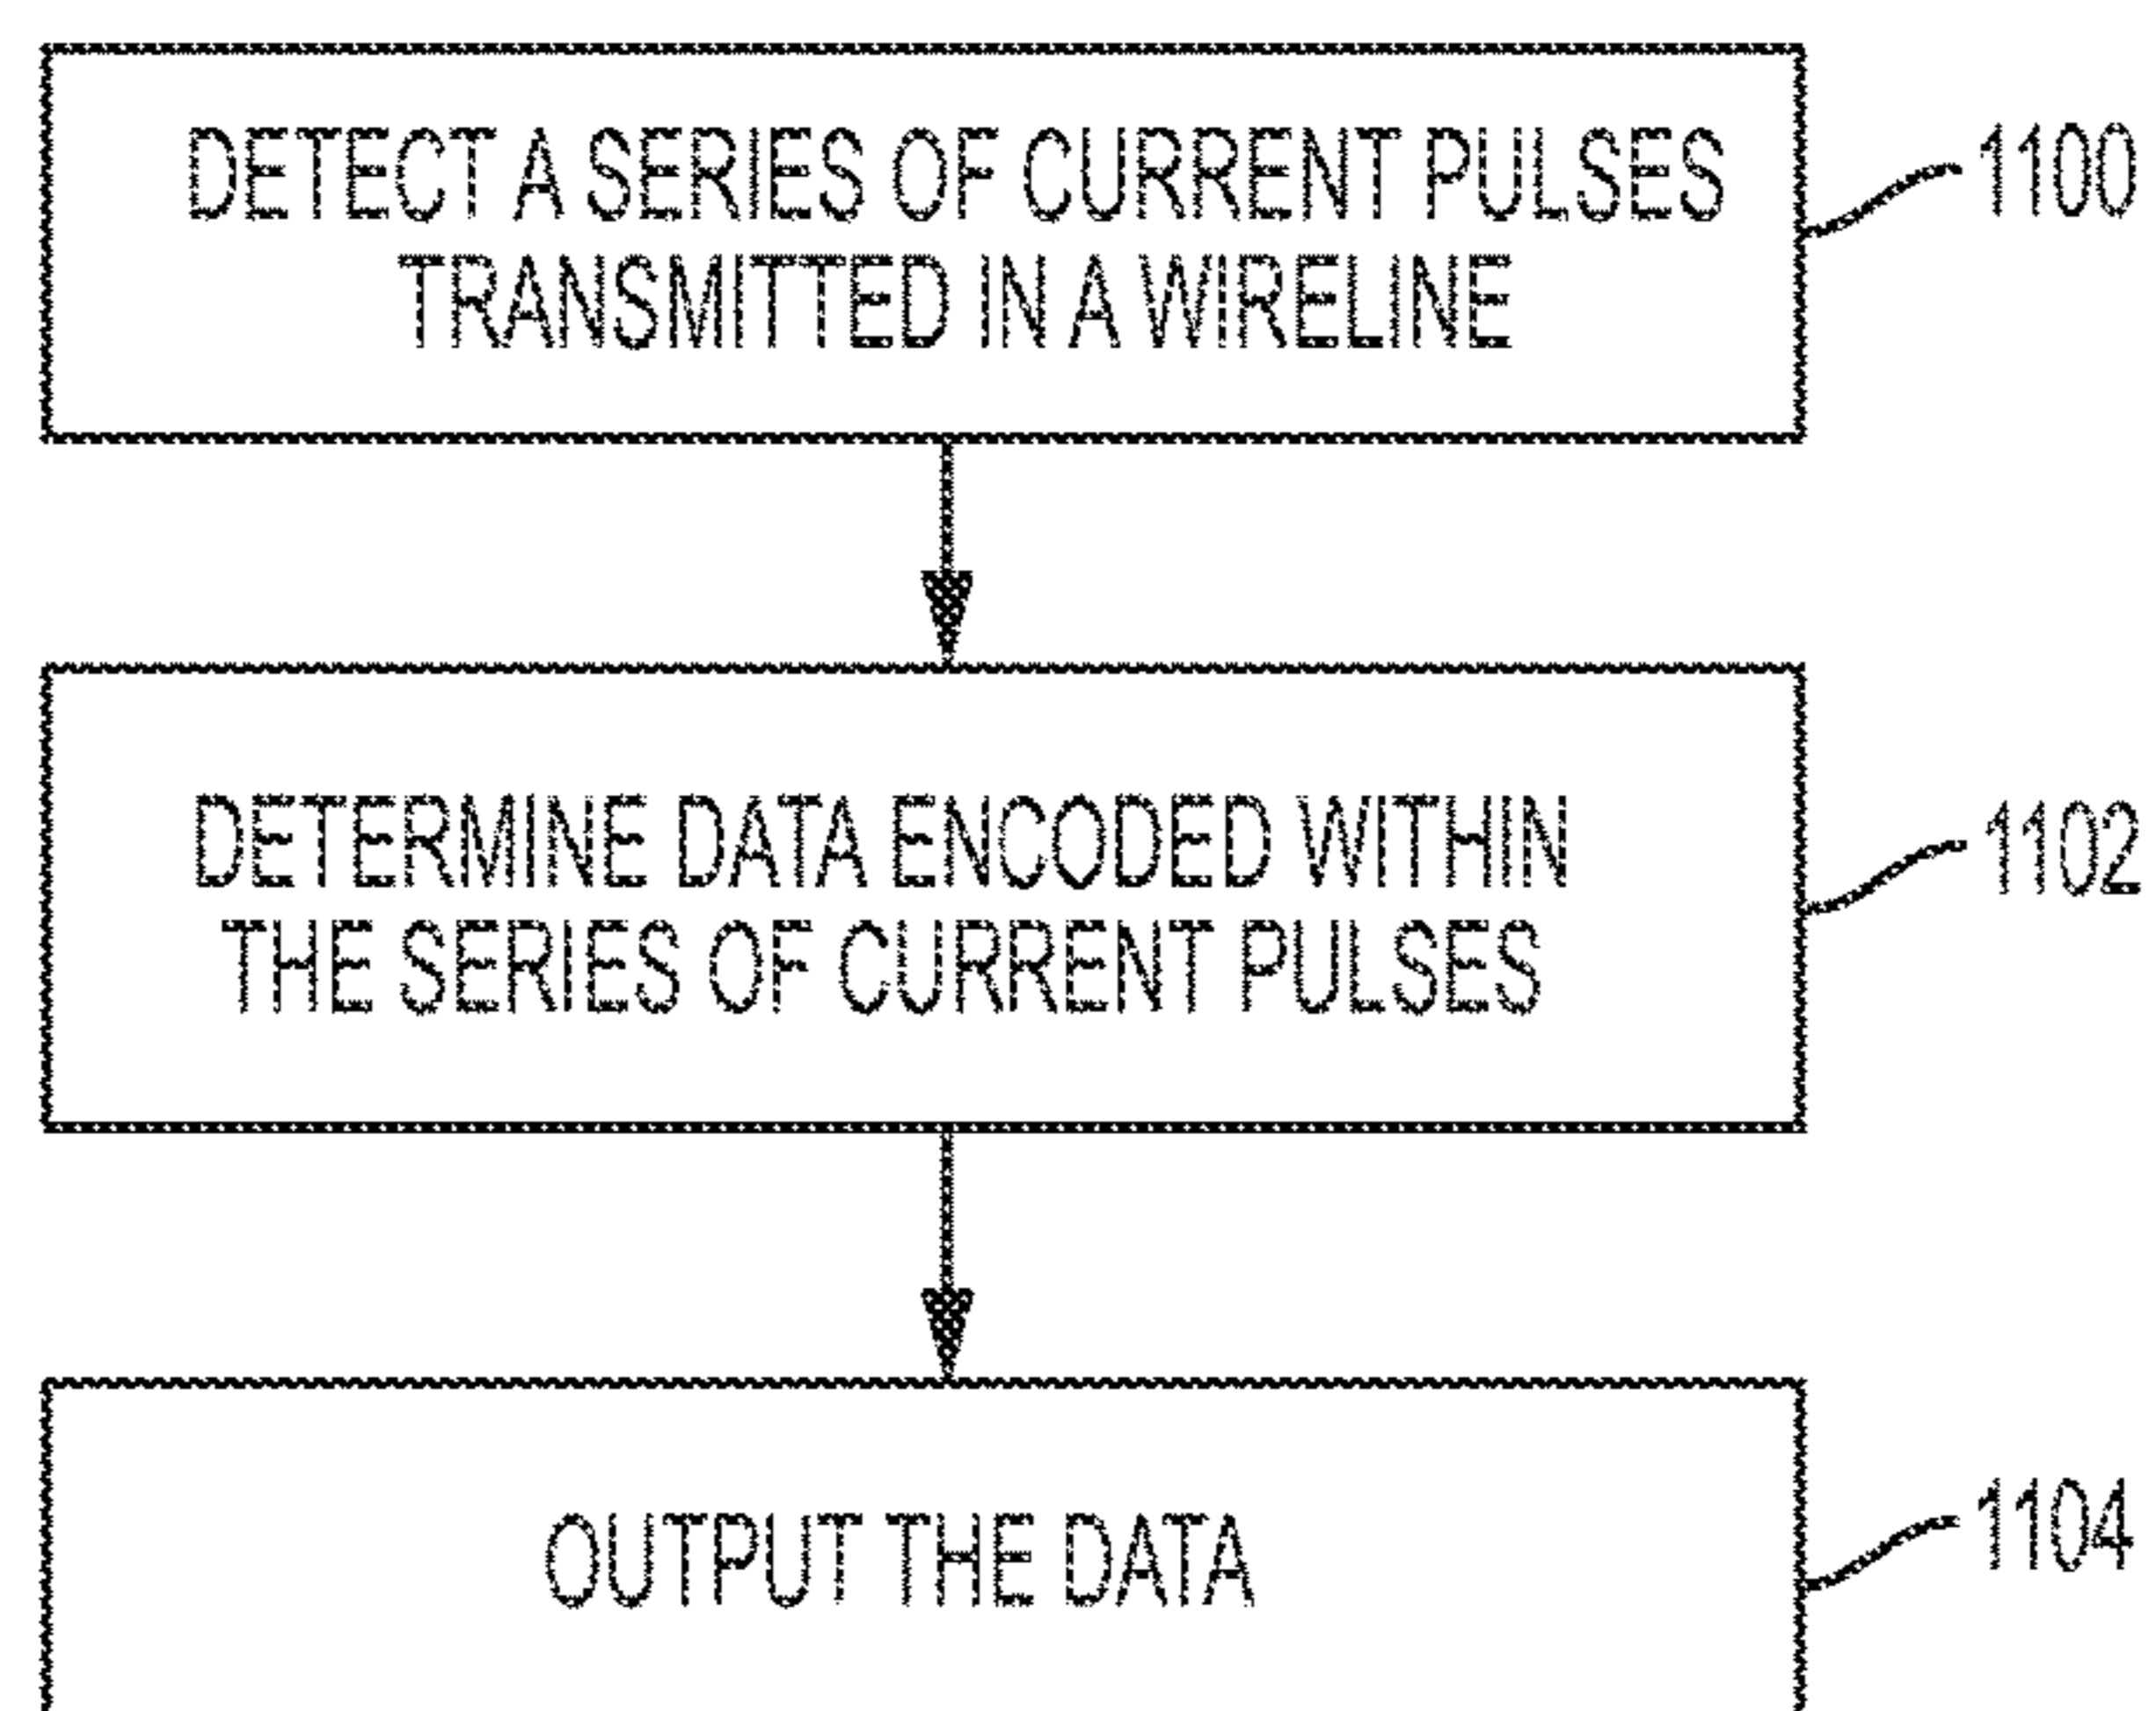 DETECT A SERIES OF CURRENT PULSES
TRANSMITTED IN A WIRELINE
1100
DETERMINE DATA ENCODED WITHIN
THE SERIES OF CURRENT PULSES
1102
OUTPUT THE DATA
1104